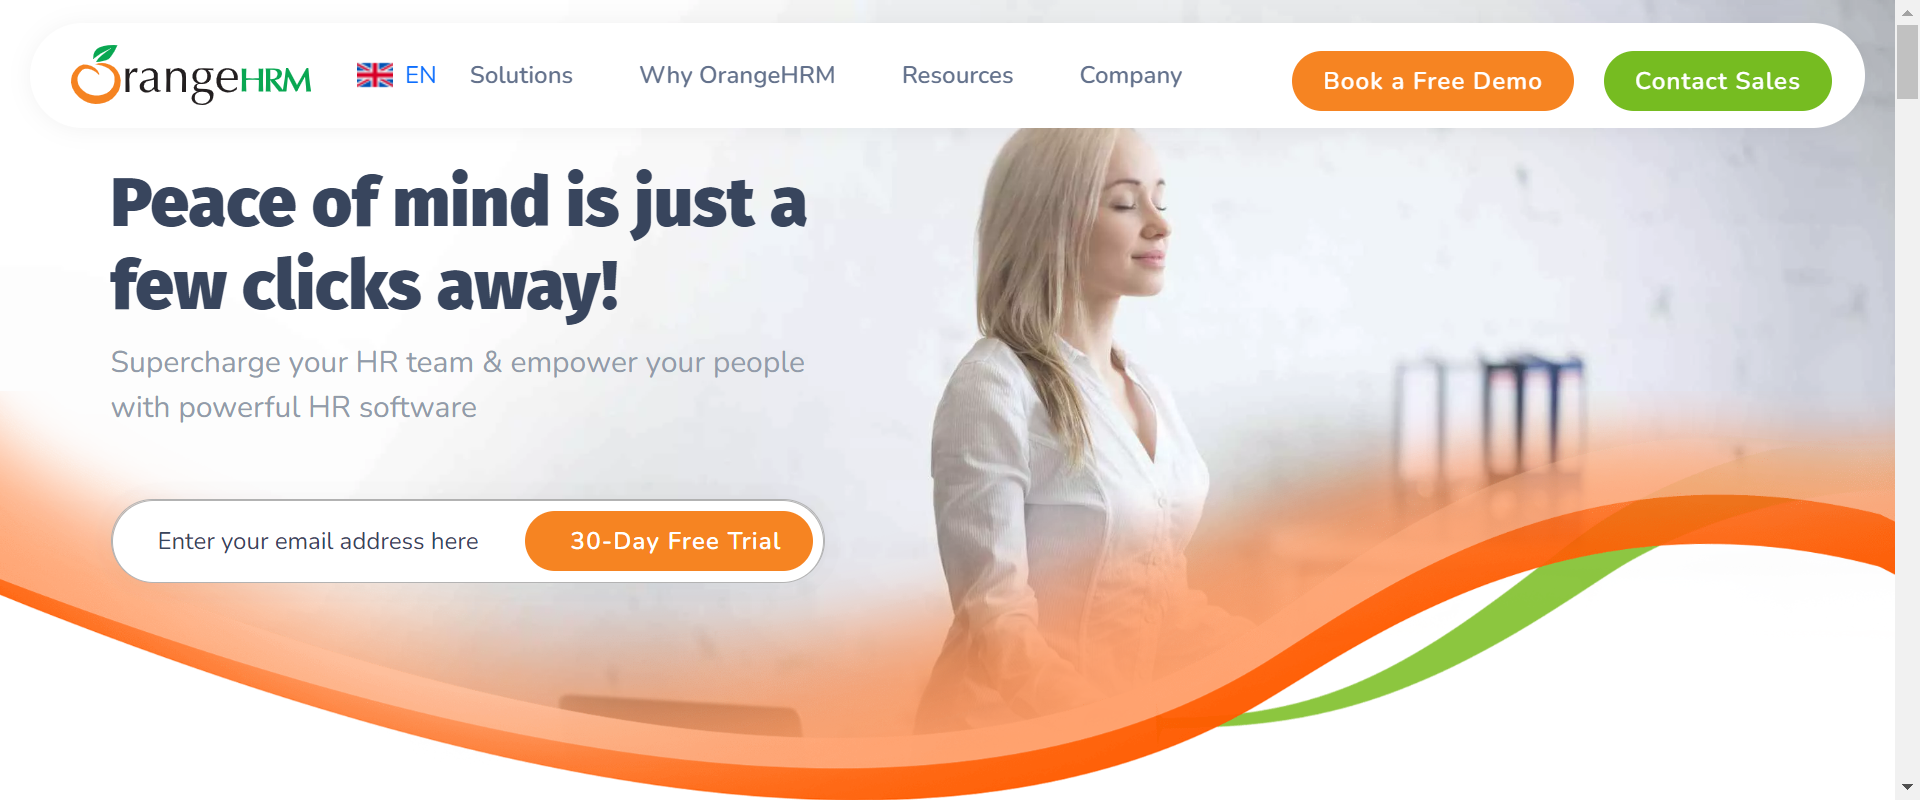 OrangeHRM
EN
Solutions
Why OrangeHRM
Resources
Company
Book a Free Demo
Contact Sales
Peace of mind is just a
few clicks away!
Supercharge your HR team & empower your people
with powerful HR software
Enter your email address here
30-Day Free Trial